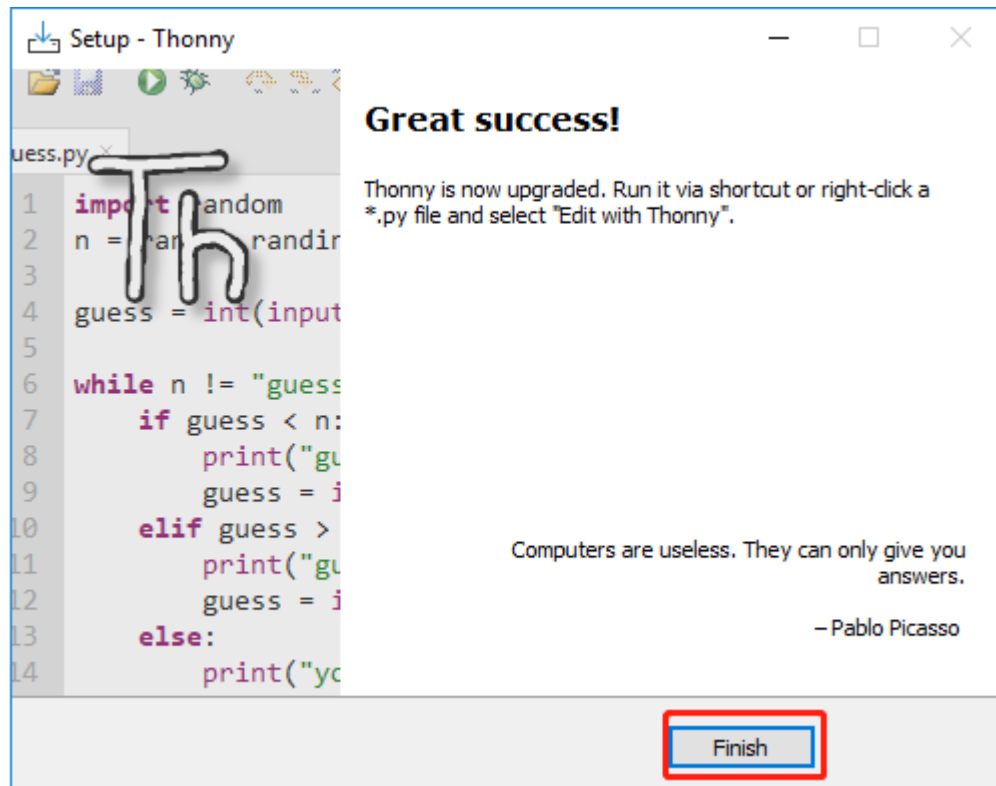 Setup - Thonny
Great success!
uess.py
Th
Thonny is now upgraded. Run it via shortcut or right-click a
*.py file and select "Edit with Thonny".
1 import random
2 n = randin
3
4 guess = int(input
5
6 while n != "guess
7 if guess < n:
8 print("gu
9 guess = i
10 elif guess >
11 print("gu
12 guess = i
13 else:
14 print("yo
Computers are useless. They can only give you
answers.
– Pablo Picasso
Finish